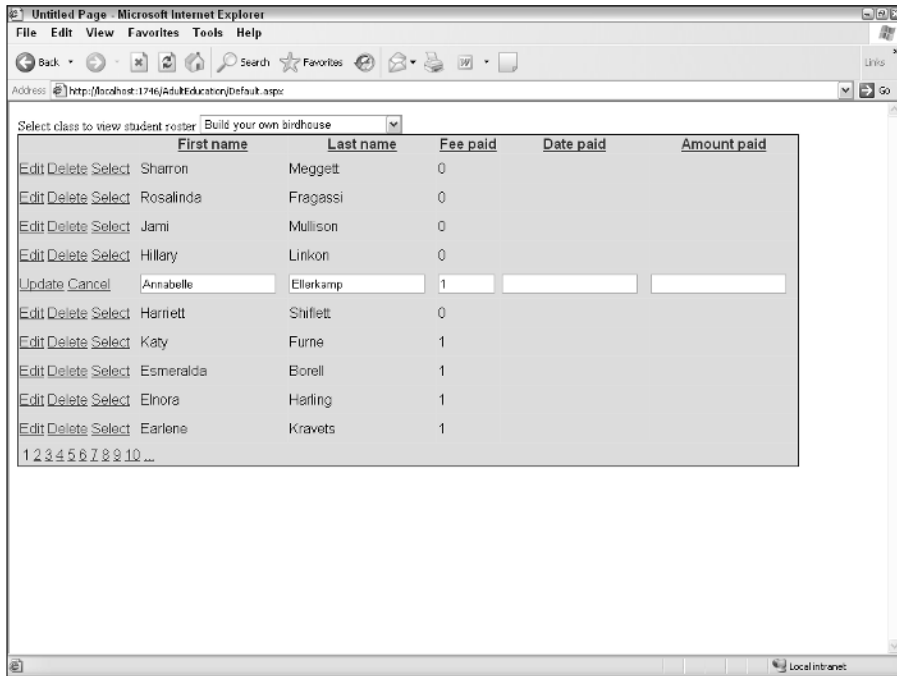 Untitled Page - Microsoft Internet Explorer
File Edit View Favorites Tools Help
Back Search Favorites Links
Address http://localhost:1746/AdultEducation/Default.aspx Go
Select class to view student roster Build your own birdhouse
First name Last name Fee paid Date paid Amount paid
Edit Delete Select Sharron Meggett 0
Edit Delete Select Rosalinda Fragassi 0
Edit Delete Select Jami Mullison 0
Edit Delete Select Hillary Linkon 0
Update Cancel Annabelle Ellerkamp 1
Edit Delete Select Harriett Shiflett 0
Edit Delete Select Katy Furne 1
Edit Delete Select Esmeralda Borell 1
Edit Delete Select Elnora Harling 1
Edit Delete Select Earlene Kravets 1
1 2 3 4 5 6 7 8 9 10 ...
Local intranet